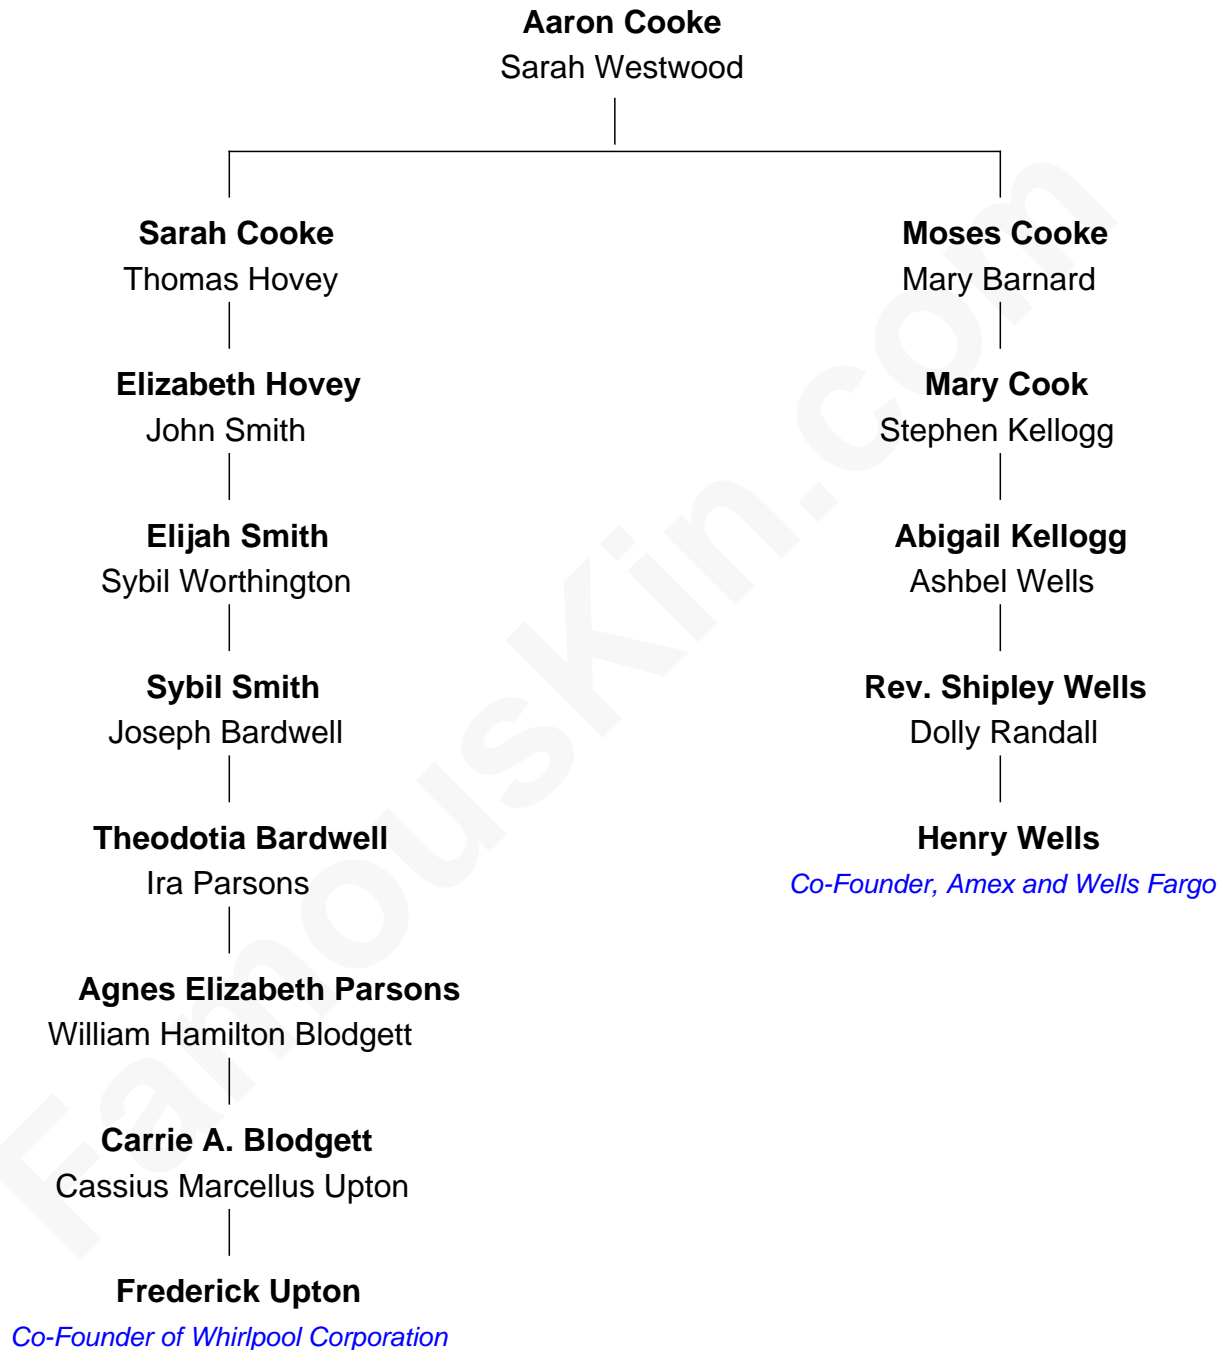 Aaron Cooke
Sarah Westwood
Sarah Cooke
Thomas Hovey
Moses Cooke
Mary Barnard
Elizabeth Hovey
John Smith
Mary Cook
Stephen Kellogg
Elijah Smith
Sybil Worthington
Abigail Kellogg
Ashbel Wells
Sybil Smith
Joseph Bardwell
Rev. Shipley Wells
Dolly Randall
Theodotia Bardwell
Ira Parsons
Henry Wells
Co-Founder, Amex and Wells Fargo
Agnes Elizabeth Parsons
William Hamilton Blodgett
Carrie A. Blodgett
Cassius Marcellus Upton
Frederick Upton
Co-Founder of Whirlpool Corporation
FamousKin.com